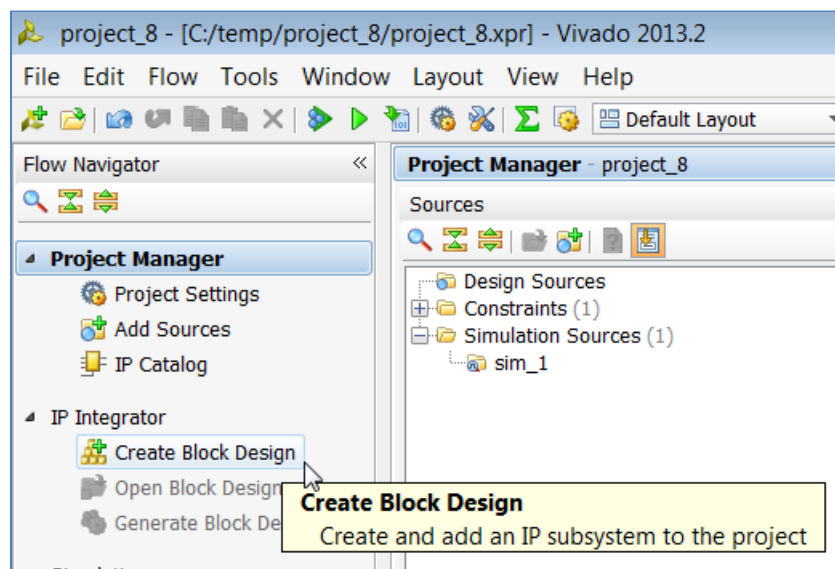 project_8 - [C:/temp/project_8/project_8.xpr] - Vivado 2013.2
File Edit Flow Tools Window Layout View Help
Default Layout
Flow Navigator
Project Manager
Project Settings
Add Sources
IP Catalog
IP Integrator
Create Block Design
Open Block Design
Generate Block De
Project Manager - project_8
Sources
Design Sources
Constraints (1)
Simulation Sources (1)
sim_1
Create Block Design
Create and add an IP subsystem to the project